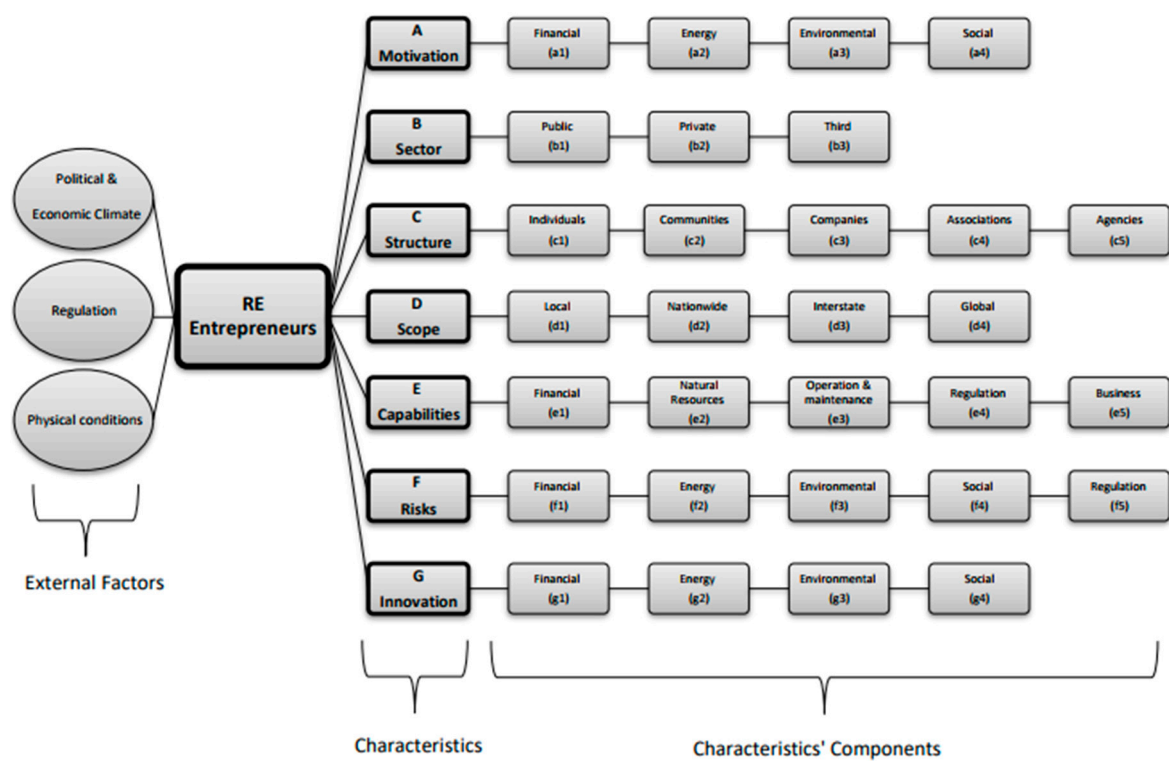 Political &
Economic Climate
Regulation
Physical conditions
External Factors
RE
Entrepreneurs
A
Motivation
Financial
(a1)
Energy
(a2)
Environmental
(a3)
Social
(a4)
B
Sector
Public
(b1)
Private
(b2)
Third
(b3)
C
Structure
Individuals
(c1)
Communities
(c2)
Companies
(c3)
Associations
(c4)
Agencies
(c5)
D
Scope
Local
(d1)
Nationwide
(d2)
Interstate
(d3)
Global
(d4)
E
Capabilities
Financial
(e1)
Natural
Resources
(e2)
Operation &
maintenance
(e3)
Regulation
(e4)
Business
(e5)
F
Risks
Financial
(f1)
Energy
(f2)
Environmental
(f3)
Social
(f4)
Regulation
(f5)
G
Innovation
Financial
(g1)
Energy
(g2)
Environmental
(g3)
Social
(g4)
Characteristics
Characteristics' Components